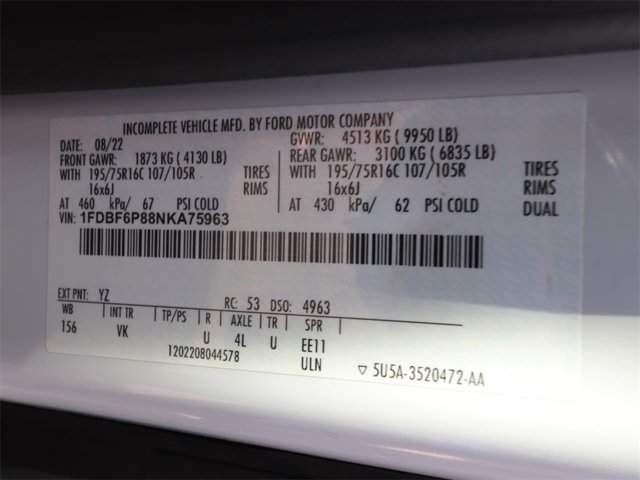 INCOMPLETE VEHICLE MFD. BY FORD MOTOR COMPANY
DATE: 08/22 GVWR: 4513 KG ( 9950 LB)
FRONT GAWR: 1873 KG ( 4130 LB) REAR GAWR: 3100 KG ( 6835 LB)
WITH 195/75R16C 107/105R TIRES WITH 195/75R16C 107/105R TIRES
16x6J RIMS 16x6J RIMS
AT 460 kPa/ 67 PSI COLD AT 430 kPa/ 62 PSI COLD DUAL
VIN: 1FDBF6P88NKA75963
EXT PNT: YZ RC: 53 DSO: 4963
WB INT TR TP/PS R AXLE TR SPR
156 VK U 4L U EE11
1202208044578 ULN
▽ 5U5A-3520472-AA